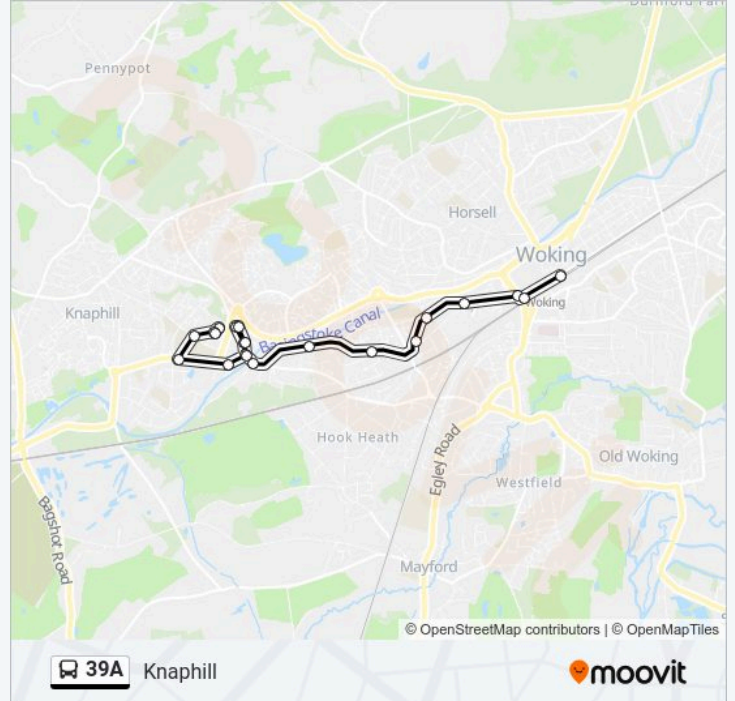 Pennypot
Horsell
Woking
Woking
Knaphill
Basingstoke Canal
Hook Heath
Egley Road
Old Woking
Westfield
Bagshot Road
Mayford
© OpenStreetMap contributors | © OpenMapTiles
39A Knaphill
moovit